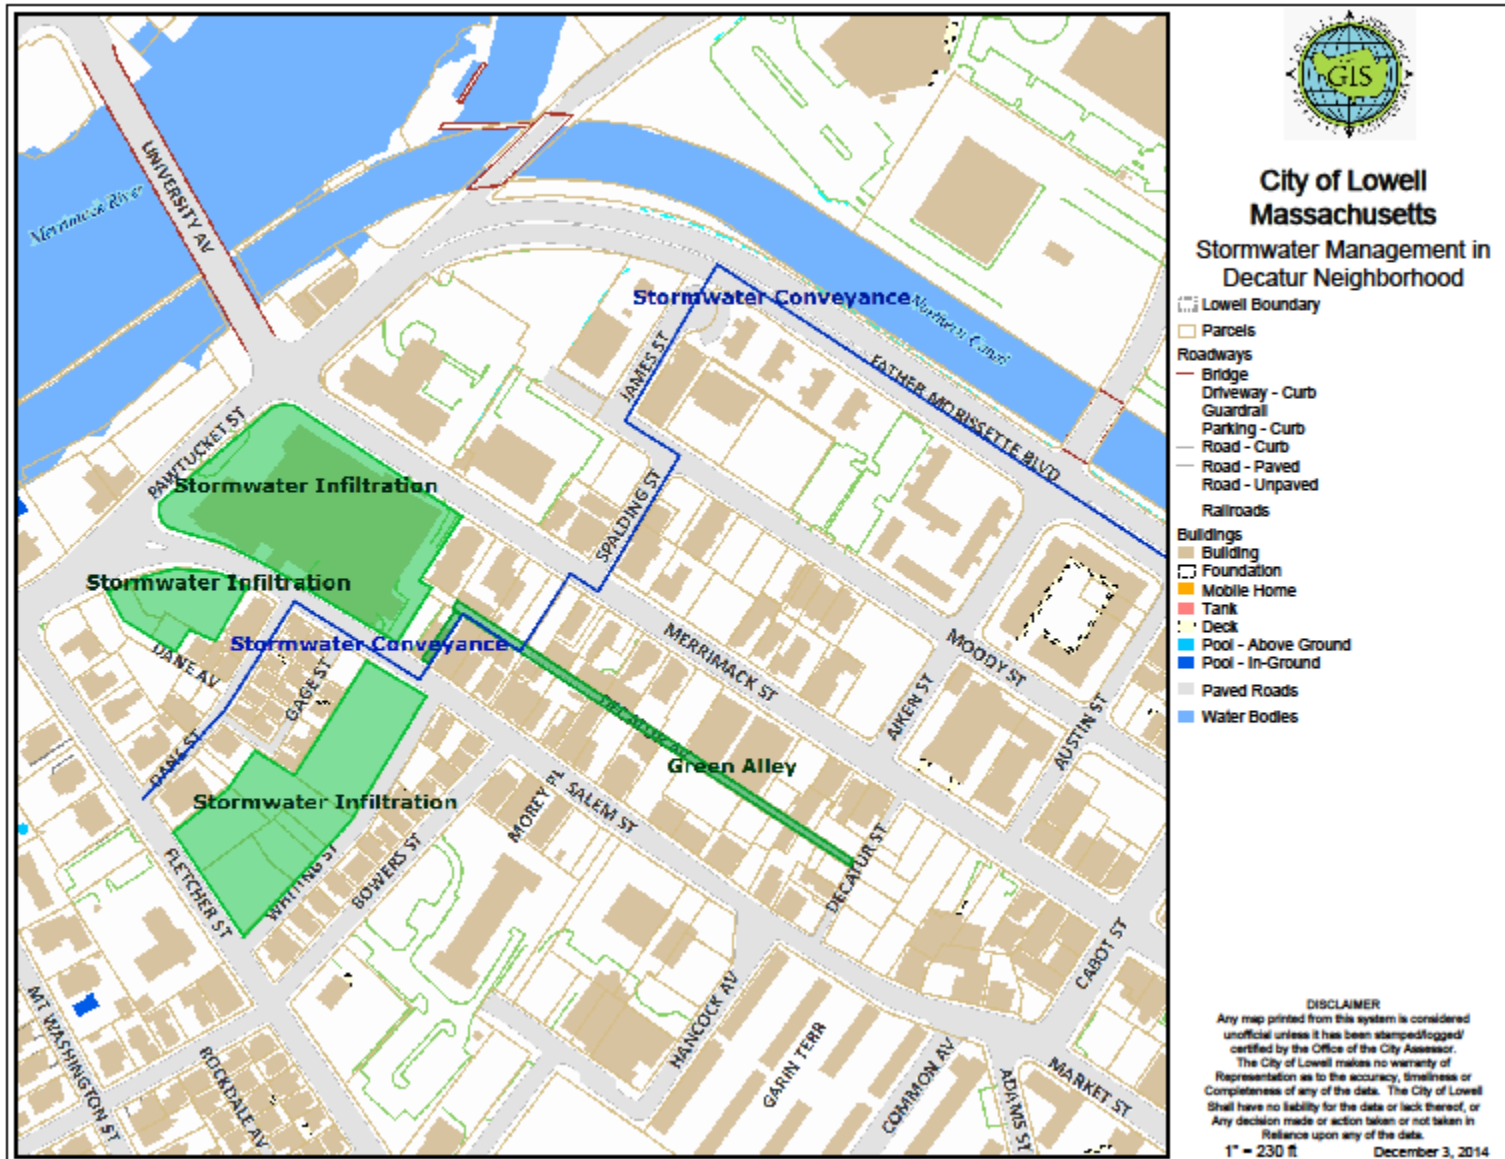 UNIVERSITY AV
Merrimack River
Northern Canal
Stormwater Conveyance
JAMES ST
FATHER MORISSETTE BLVD
PAWTUCKET ST
Stormwater Infiltration
SPALDING ST
Stormwater Infiltration
MERRIMACK ST
MOODY ST
Stormwater Conveyance
DANE AV
GAGE ST
AIKEN ST
AUSTIN ST
DECATUR AV
Green Alley
DANE ST
Stormwater Infiltration
MOREY PL
SALEM ST
FLETCHER ST
WHITING ST
BOWERS ST
DECATUR ST
CABOT ST
HANCOCK AV
MT WASHINGTON ST
ROCKDALE AV
GARIN TERR
COMMON AV
ADAMS ST
MARKET ST
GIS
City of Lowell
Massachusetts
Stormwater Management in
Decatur Neighborhood
Lowell Boundary
Parcels
Roadways
Bridge
Driveway - Curb
Guardrail
Parking - Curb
Road - Curb
Road - Paved
Road - Unpaved
Railroads
Buildings
Building
Foundation
Mobile Home
Tank
Deck
Pool - Above Ground
Pool - In-Ground
Paved Roads
Water Bodies
DISCLAIMER
Any map printed from this system is considered
unofficial unless it has been stamped/logged/
certified by the Office of the City Assessor.
The City of Lowell makes no warranty of
Representation as to the accuracy, timeliness or
Completeness of any of the data. The City of Lowell
Shall have no liability for the data or lack thereof, or
Any decision made or action taken or not taken in
Reliance upon any of the data.
1" = 230 ft December 3, 2014